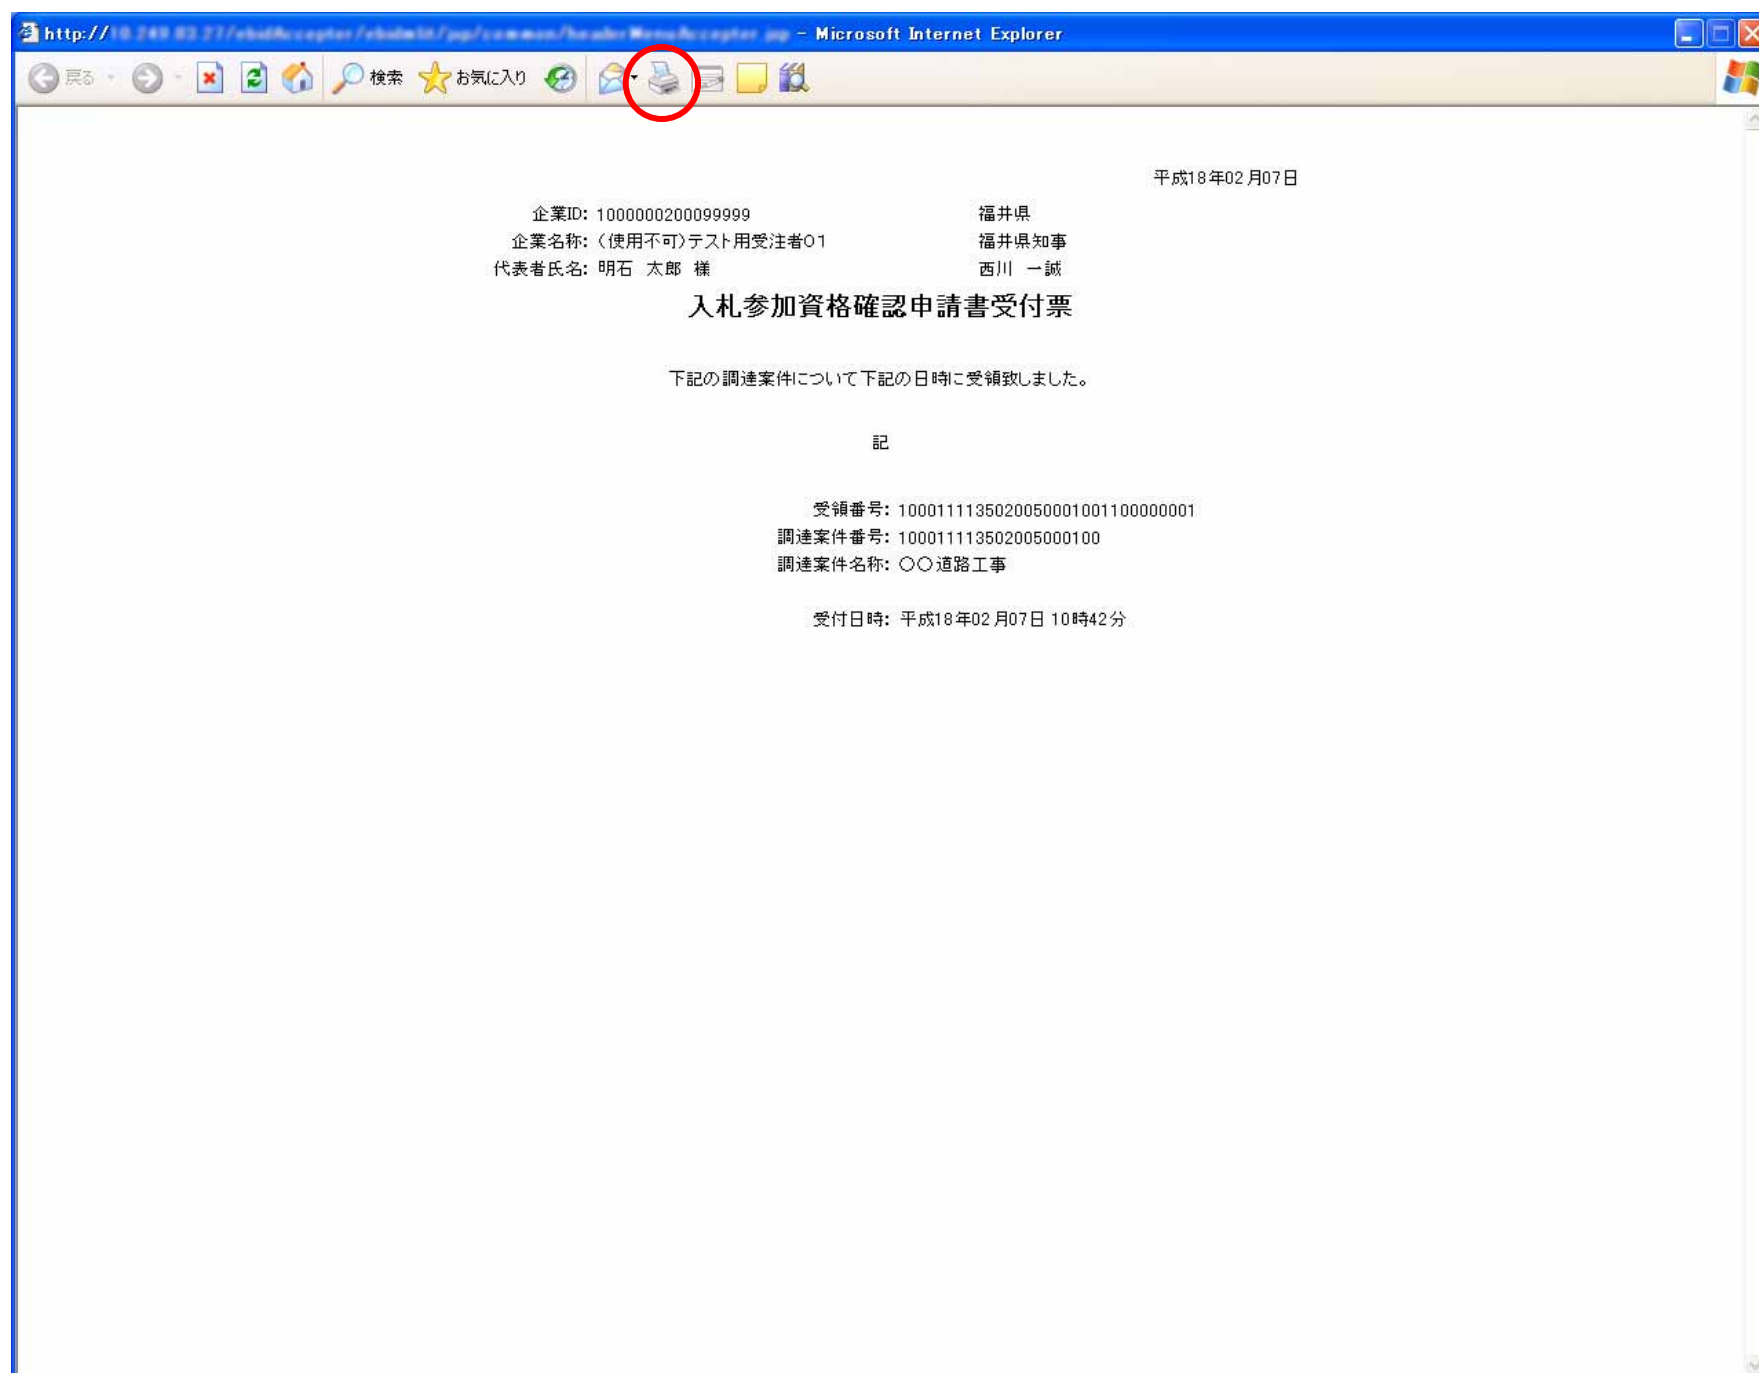 http:// - Microsoft Internet Explorer
戻る 検索 お気に入り
平成18年02月07日
企業ID: 1000000200099999 福井県
企業名称: (使用不可)テスト用受注者01 福井県知事
代表者氏名: 明石 太郎 様 西川 一誠
入札参加資格確認申請書受付票
下記の調達案件について下記の日時に受領致しました。
記
受領番号: 1000111135020050001001100000001
調達案件番号: 100011113502005000100
調達案件名称: 〇〇道路工事
受付日時: 平成18年02月07日 10時42分